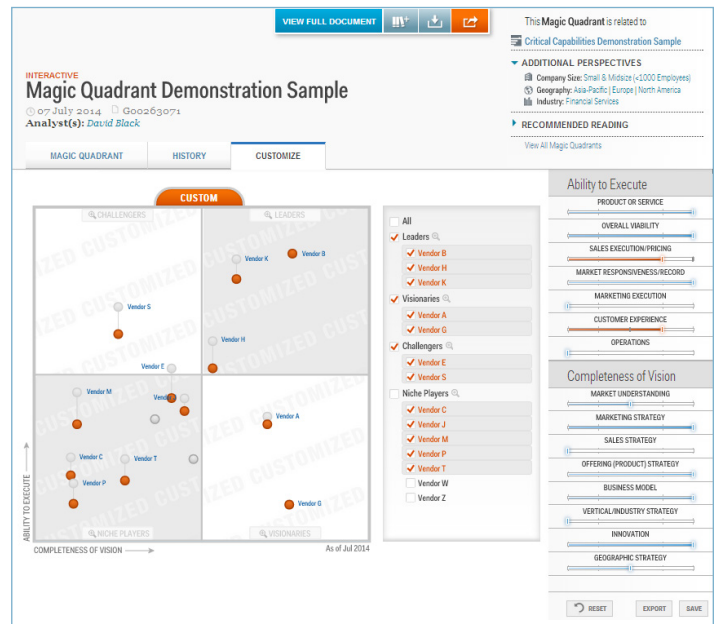 VIEW FULL DOCUMENT
This Magic Quadrant is related to
Critical Capabilities Demonstration Sample
ADDITIONAL PERSPECTIVES
Company Size: Small & Midsize (<1000 Employees)
Geography: Asia-Pacific | Europe | North America
Industry: Financial Services
RECOMMENDED READING
View All Magic Quadrants
INTERACTIVE
Magic Quadrant Demonstration Sample
07 July 2014 G00263071
Analyst(s): David Black
MAGIC QUADRANT HISTORY CUSTOMIZE
CUSTOM
CHALLENGERS LEADERS
Vendor B
Vendor K
Vendor S
Vendor H
Vendor E
Vendor M
Vendor A
Vendor C
Vendor T
Vendor P
Vendor G
NICHE PLAYERS VISIONARIES
CUSTOMIZED CUSTOMIZED CUSTOMIZED
ABILITY TO EXECUTE
COMPLETENESS OF VISION As of Jul 2014
All
Leaders
Vendor B
Vendor H
Vendor K
Visionaries
Vendor A
Vendor G
Challengers
Vendor E
Vendor S
Niche Players
Vendor C
Vendor J
Vendor M
Vendor P
Vendor T
Vendor W
Vendor Z
Ability to Execute
PRODUCT OR SERVICE
OVERALL VIABILITY
SALES EXECUTION/PRICING
MARKET RESPONSIVENESS/RECORD
MARKETING EXECUTION
CUSTOMER EXPERIENCE
OPERATIONS
Completeness of Vision
MARKET UNDERSTANDING
MARKETING STRATEGY
SALES STRATEGY
OFFERING (PRODUCT) STRATEGY
BUSINESS MODEL
VERTICAL/INDUSTRY STRATEGY
INNOVATION
GEOGRAPHIC STRATEGY
RESET EXPORT SAVE